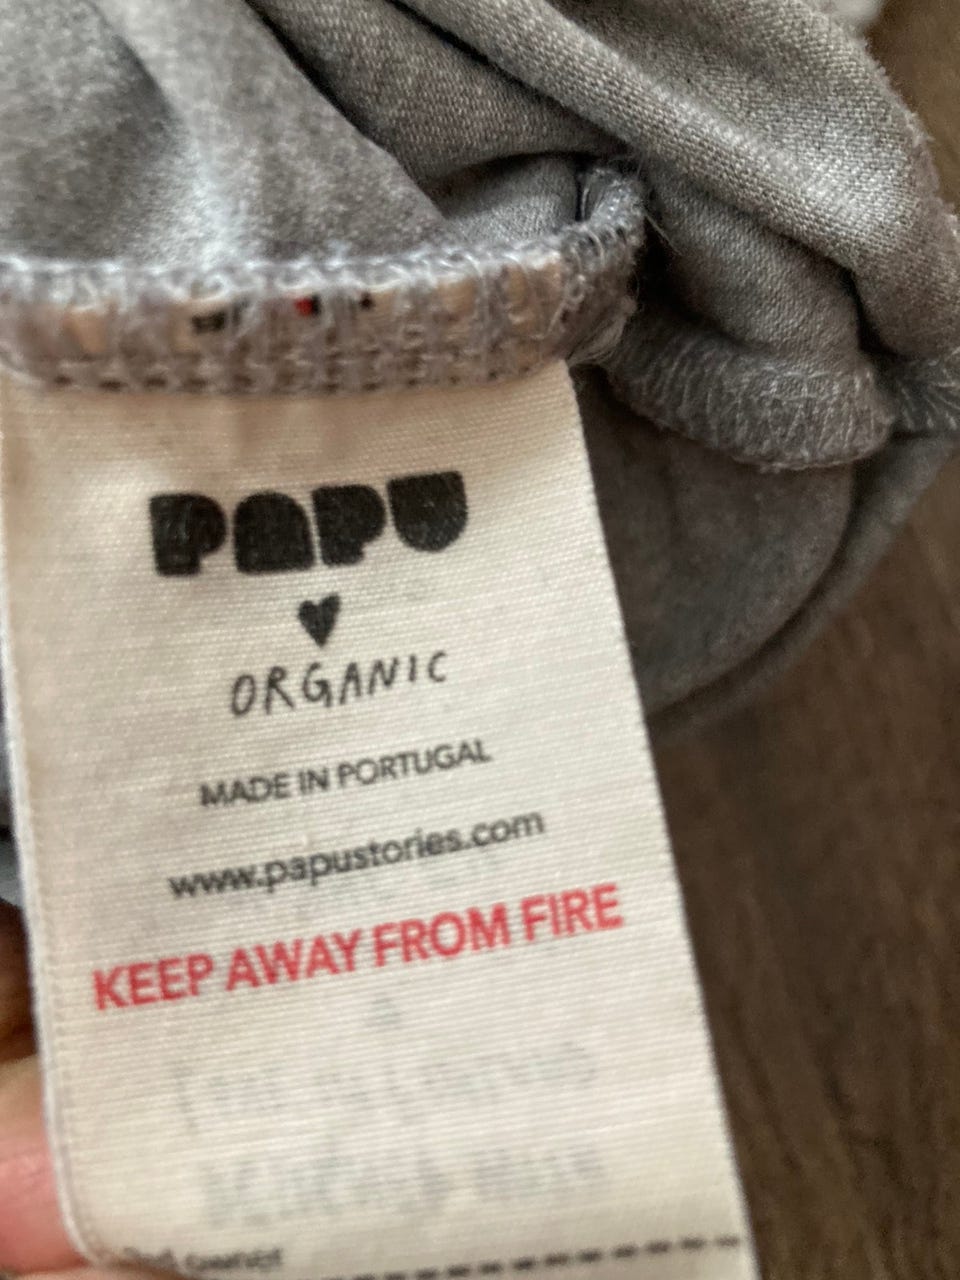 PAPU
ORGANIC
MADE IN PORTUGAL
www.papustories.com
KEEP AWAY FROM FIRE